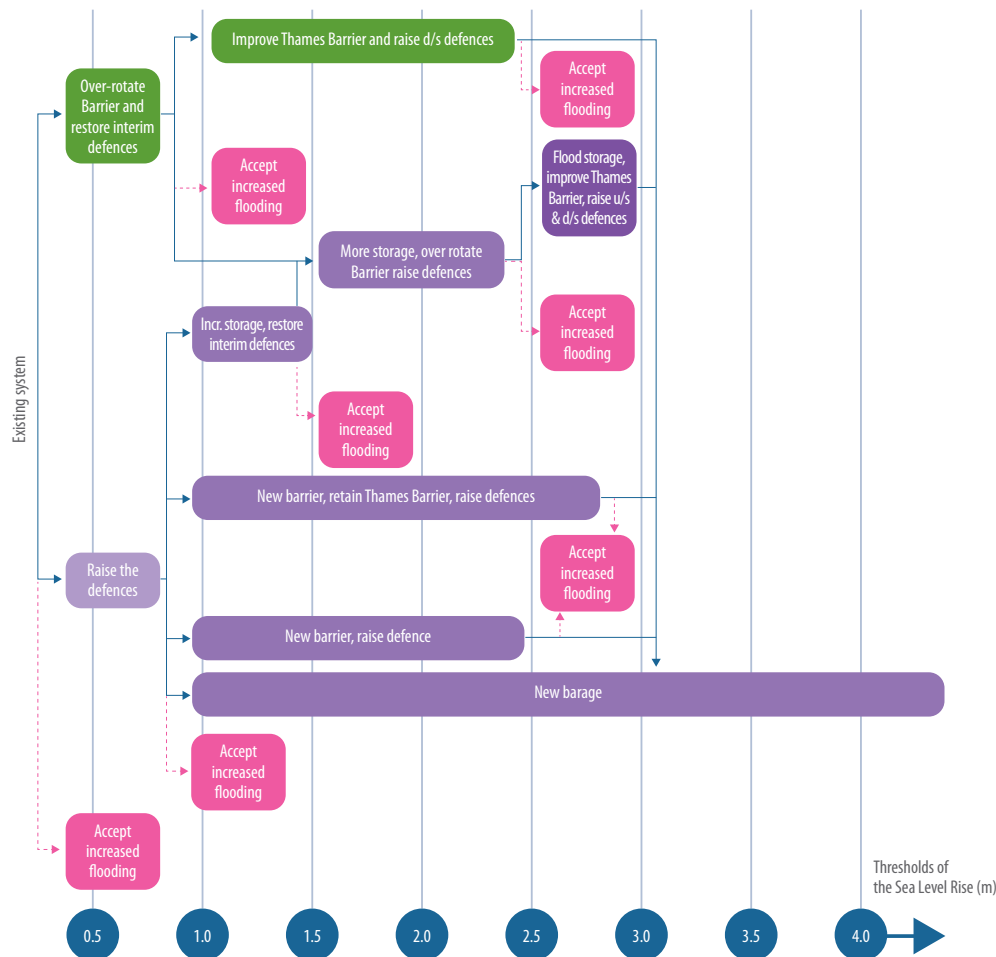 Improve Thames Barrier and raise d/s defences
Over-rotate
Barrier and
restore interim
defences
Accept
increased
flooding
Accept
increased
flooding
Flood storage,
improve Thames
Barrier, raise u/s
& d/s defences
More storage, over rotate
Barrier raise defences
Incr. storage, restore
interim defences
Accept
increased
flooding
Existing system
Accept
increased
flooding
New barrier, retain Thames Barrier, raise defences
Accept
increased
flooding
Raise the
defences
New barrier, raise defence
New barage
Accept
increased
flooding
Accept
increased
flooding
Thresholds of
the Sea Level Rise (m)
0.5 1.0 1.5 2.0 2.5 3.0 3.5 4.0